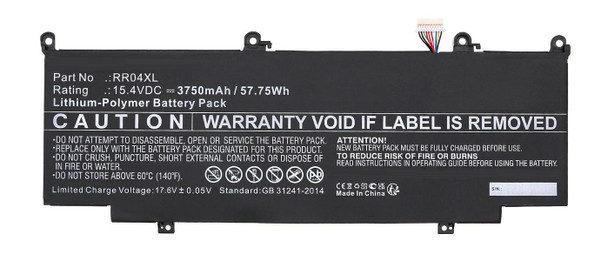 Part No :RR04XL
Rating :15.4VDC ⎓ 3750mAh / 57.75Wh
Lithium-Polymer Battery Pack
CAUTION WARRANTY VOID IF LABEL IS REMOVED
•DO NOT ATTEMPT TO DISASSEMBLE, OPEN OR SERVICE THE BATTERY PACK.
•REPLACE ONLY WITH THE BATTERY PACK DESIGNATED FOR THIS PRODUCT.
•DO NOT CRUSH, PUNCTURE, SHORT EXTERNAL CONTACTS OR DISPOSE OF
IN FIRE OR WATER.
•DO NOT STORE ABOVE 60°C (140°F).
Limited Charge Voltage:17.6V± 0.05V Standard:GB 31241-2014
ATTENTION!
NEW BATTERY PACK MUST BE FULLY CHARGED BEFORE USE
TO REDUCE RISK OF FIRE OR BURNS
READ INSTRUCTIONS IN OPERATING GUIDE BEFORE USING THE BATTERY.
Made In China
S/N: